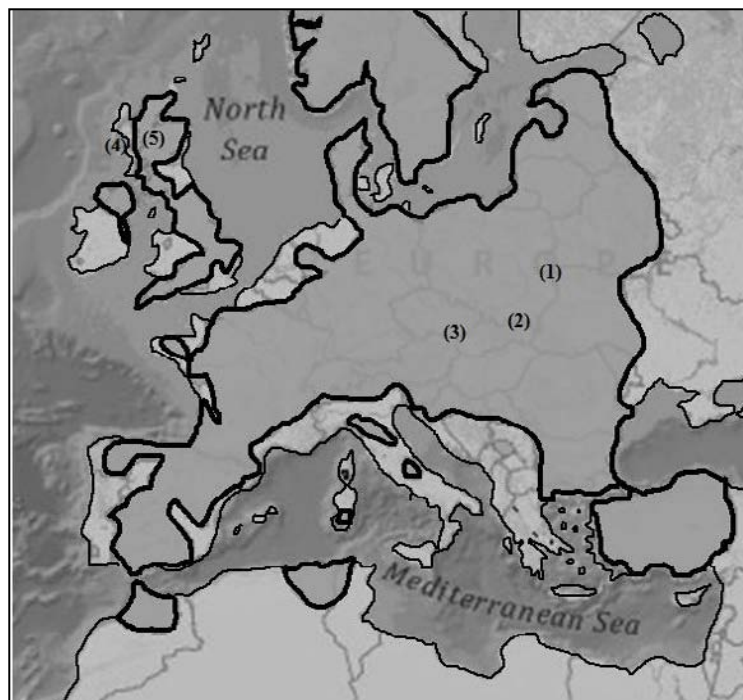 North
Sea
(4)
(5)
E U R O P E
(1)
(2)
(3)
Mediterranean Sea